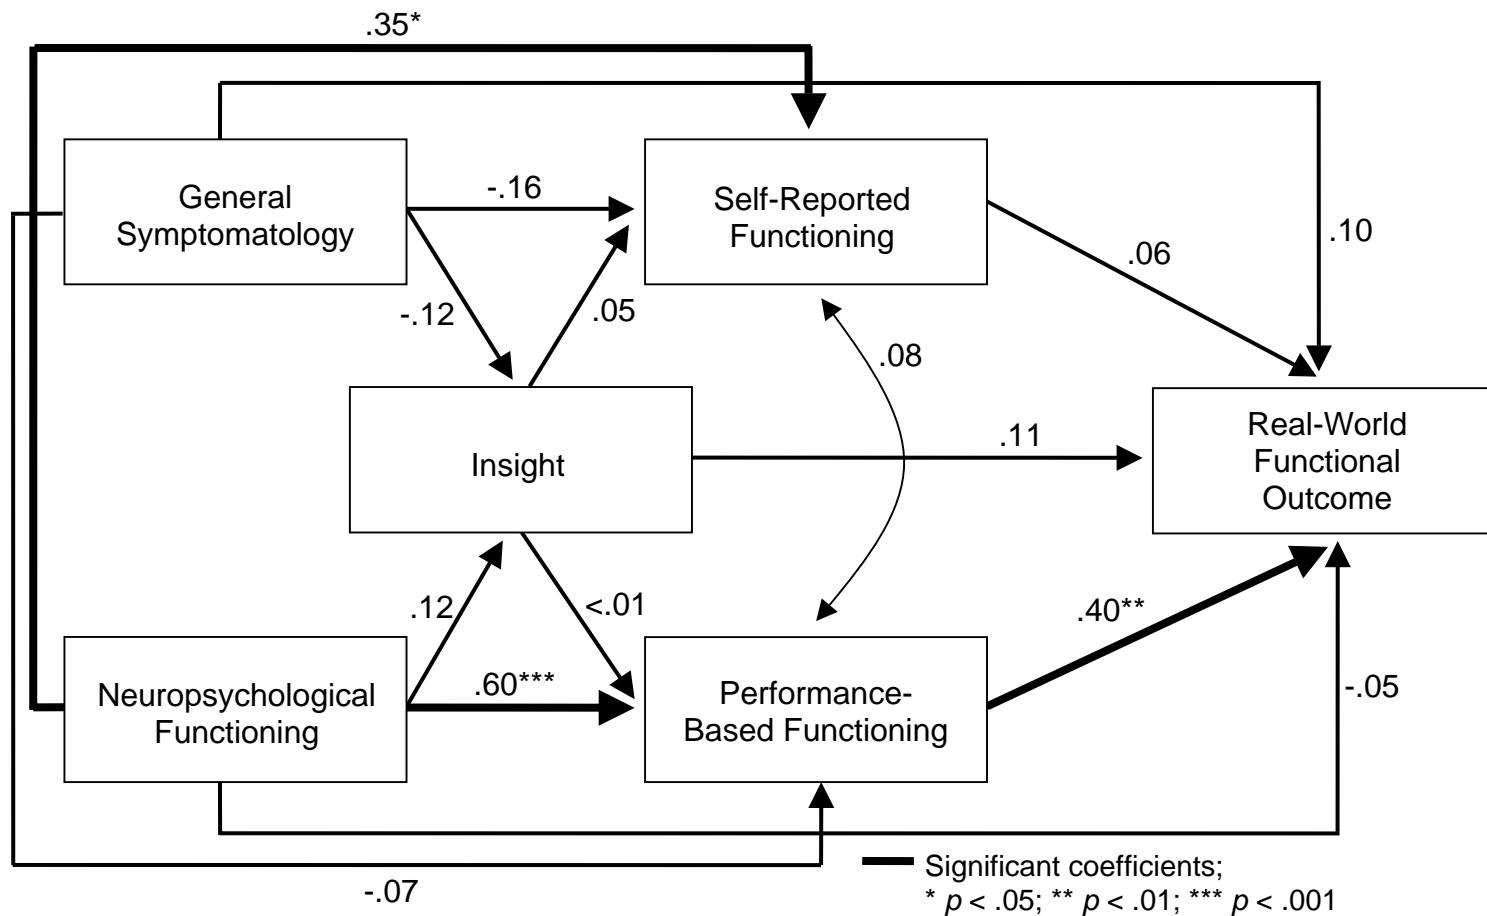 .35*
General
Symptomatology
-.16
Self-Reported
Functioning
.10
.06
-.12
.05
.08
Insight
.11
Real-World
Functional
Outcome
.12
<.01
.40**
Neuropsychological
Functioning
.60***
Performance-
Based Functioning
-.05
-.07
Significant coefficients;
* p < .05; ** p < .01; *** p < .001